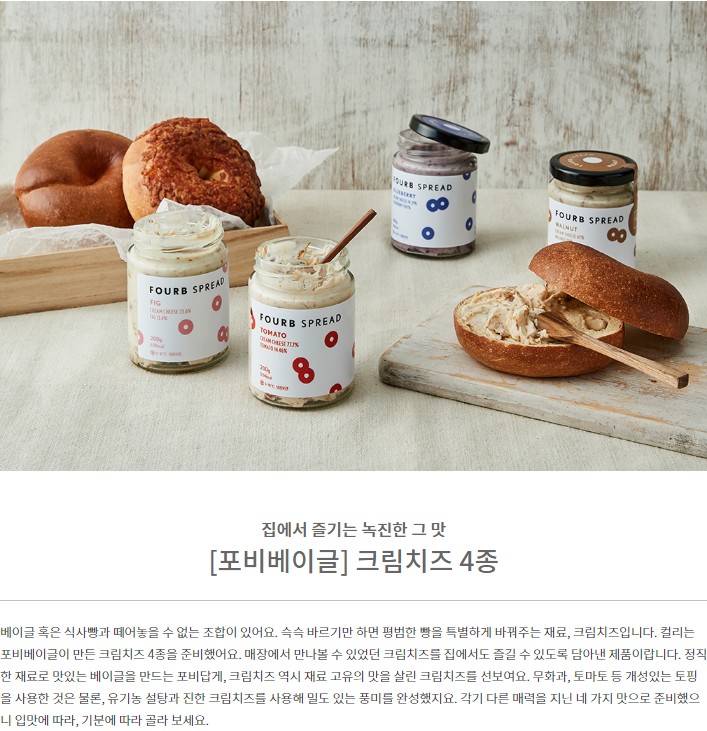 FOURB SPREAD
BLUEBERRY
FOURB SPREAD
WALNUT
FOURB SPREAD
FIG
CREAM CHEESE
200g
FOURB SPREAD
TOMATO
CREAM CHEESE 77.7%
200g
집에서 즐기는 녹진한 그 맛
[포비베이글] 크림치즈 4종
베이글 혹은 식사빵과 떼어놓을 수 없는 조합이 있어요. 슥슥 바르기만 하면 평범한 빵을 특별하게 바꿔주는 재료, 크림치즈입니다. 컬리는
포비베이글이 만든 크림치즈 4종을 준비했어요. 매장에서 만나볼 수 있었던 크림치즈를 집에서도 즐길 수 있도록 담아낸 제품이랍니다. 정직
한 재료로 맛있는 베이글을 만드는 포비답게, 크림치즈 역시 재료 고유의 맛을 살린 크림치즈를 선보여요. 무화과, 토마토 등 개성있는 토핑
을 사용한 것은 물론, 유기농 설탕과 진한 크림치즈를 사용해 밀도 있는 풍미를 완성했지요. 각기 다른 매력을 지닌 네 가지 맛으로 준비했으
니 입맛에 따라, 기분에 따라 골라 보세요.